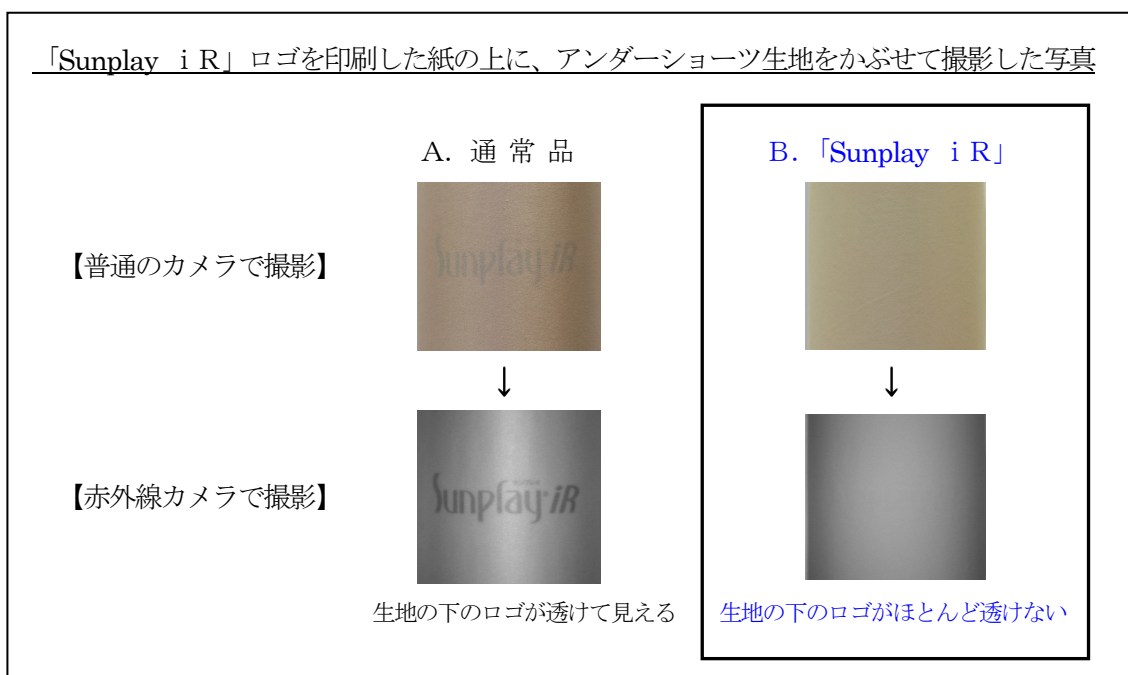 「Sunplay ｉＲ」ロゴを印刷した紙の上に、アンダーショーツ生地をかぶせて撮影した写真
Ａ．通 常 品
Ｂ．「Sunplay ｉＲ」
【普通のカメラで撮影】
Sunplay iR
↓
↓
【赤外線カメラで撮影】
Sunplay iR
生地の下のロゴが透けて見える
生地の下のロゴがほとんど透けない